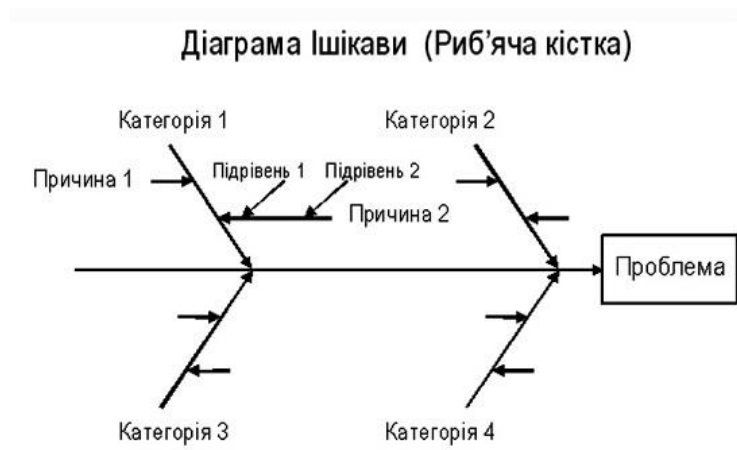 Діаграма Ішікави (Риб’яча кістка)
Категорія 1
Категорія 2
Причина 1
Підрівень 1
Підрівень 2
Причина 2
Проблема
Категорія 3
Категорія 4